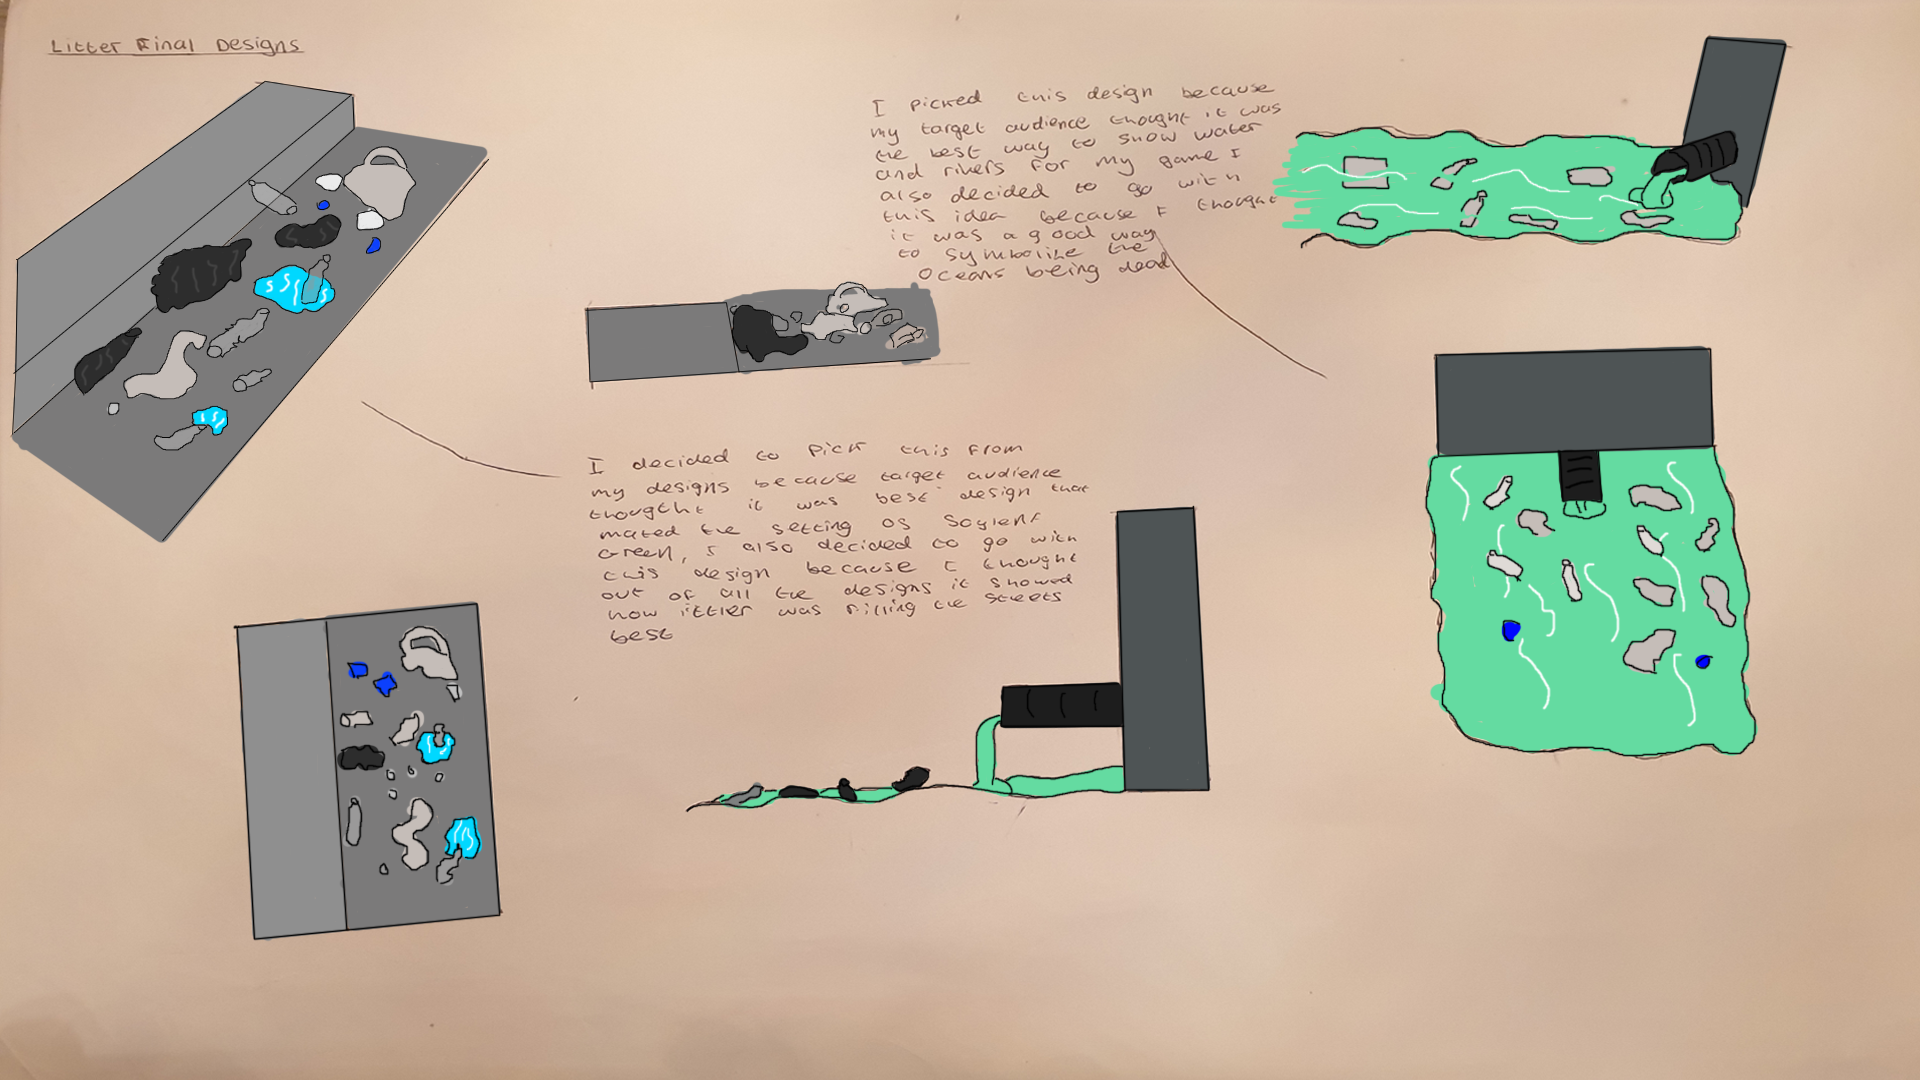 Litter Final Designs
I picked this design because
my target audience thought it was
the best way to show water
and rivers for my game I
also decided to go with
this idea because I thought
it was a good way
to symbolize the
Oceans being dead
I decided to pick this from
my designs because target audience
thougtht it was best design that
mated the setting of Soylent
Green, I also decided to go with
this design because I thought
out of all the designs it showed
how littler was filling the steets
best